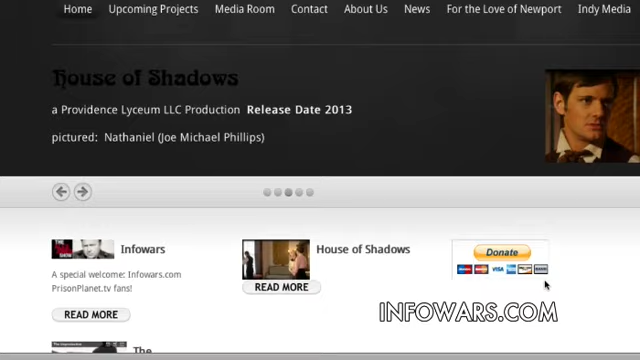 Home Upcoming Projects Media Room Contact About Us News For the Love of Newport Indy Media
House of Shadows
a Providence Lyceum LLC Production Release Date 2013
pictured: Nathaniel (Joe Michael Phillips)
Infowars
A special welcome: Infowars.com
PrisonPlanet.tv fans!
READ MORE
House of Shadows
READ MORE
Donate
VISA
INFOWARS.COM
The